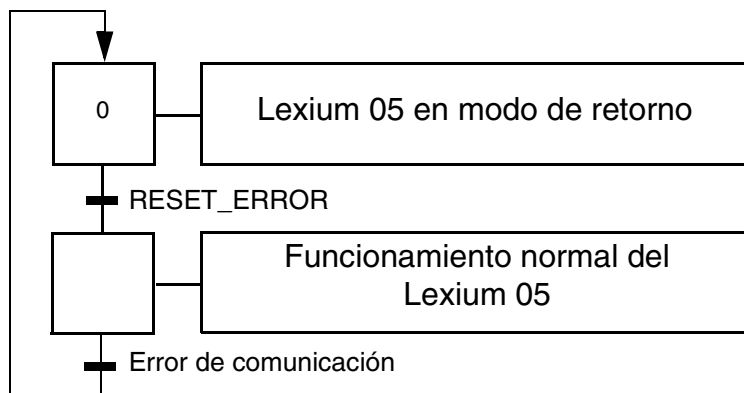 0
Lexium 05 en modo de retorno
RESET_ERROR
Funcionamiento normal del
Lexium 05
Error de comunicación